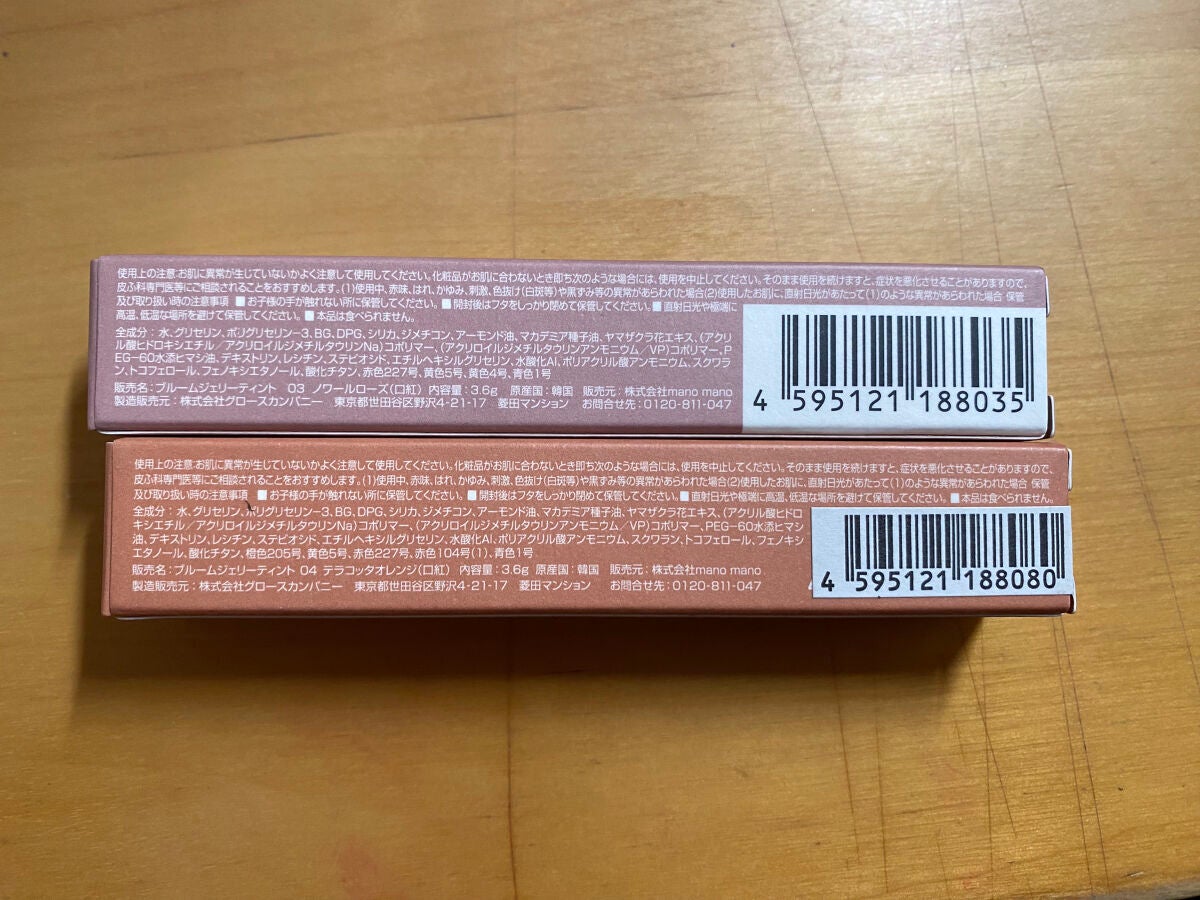 使用上の注意:お肌に異常が生じていないかよく注意して使用してください。化粧品がお肌に合わないとき即ち次のような場合には、使用を中止してください。そのまま使用を続けますと、症状を悪化させることがありますので、
皮ふ科専門医等にご相談されることをおすすめします。(1)使用中、赤味、はれ、かゆみ、刺激、色抜け(白斑等)や黒ずみ等の異常があらわれた場合(2)使用したお肌に、直射日光があたって(1)のような異常があらわれた場合 保管
及び取り扱い時の注意事項 ■お子様の手が触れない所に保管してください。■開封後はフタをしっかり閉めて保管してください。■直射日光や極端に
高温、低温な場所を避けて保管してください。■本品は食べられません。
全成分:水、グリセリン、ポリグリセリン-3、BG、DPG、シリカ、ジメチコン、アーモンド油、マカデミア種子油、ヤマザクラ花エキス、(アクリ
ル酸ヒドロキシエチル/アクリロイルジメチルタウリンNa)コポリマー、(アクリロイルジメチルタウリンアンモニウム/VP)コポリマー、P
EG-60水添ヒマシ油、デキストリン、レシチン、ステビオシド、エチルヘキシルグリセリン、水酸化Al、ポリアクリル酸アンモニウム、スクワラ
ン、トコフェロール、フェノキシエタノール、酸化チタン、赤色227号、黄色5号、黄色4号、青色1号
販売名:ブルームジェリーティント 03 ノワールローズ(口紅) 内容量:3.6g 原産国:韓国 販売元:株式会社mano mano
製造販売元:株式会社グロースカンパニー 東京都世田谷区野沢4-21-17 菱田マンション お問合せ先:0120-811-047
4 595121 188035
使用上の注意:お肌に異常が生じていないかよく注意して使用してください。化粧品がお肌に合わないとき即ち次のような場合には、使用を中止してください。そのまま使用を続けますと、症状を悪化させることがありますので、
皮ふ科専門医等にご相談されることをおすすめします。(1)使用中、赤味、はれ、かゆみ、刺激、色抜け(白斑等)や黒ずみ等の異常があらわれた場合(2)使用したお肌に、直射日光があたって(1)のような異常があらわれた場合 保管
及び取り扱い時の注意事項 ■お子様の手が触れない所に保管してください。■開封後はフタをしっかり閉めて保管してください。■直射日光や極端に高温、低温な場所を避けて保管してください。■本品は食べられません。
全成分:水、グリセリン、ポリグリセリン-3、BG、DPG、シリカ、ジメチコン、アーモンド油、マカデミア種子油、ヤマザクラ花エキス、(アクリル酸ヒドロ
キシエチル/アクリロイルジメチルタウリンNa)コポリマー、(アクリロイルジメチルタウリンアンモニウム/VP)コポリマー、PEG-60水添ヒマシ
油、デキストリン、レシチン、ステビオシド、エチルヘキシルグリセリン、水酸化Al、ポリアクリル酸アンモニウム、スクワラン、トコフェロール、フェノキシ
エタノール、酸化チタン、橙色205号、黄色5号、赤色227号、赤色104号(1)、青色1号
販売名:ブルームジェリーティント 04 テラコッタオレンジ(口紅) 内容量:3.6g 原産国:韓国 販売元:株式会社mano mano
製造販売元:株式会社グロースカンパニー 東京都世田谷区野沢4-21-17 菱田マンション お問合せ先:0120-811-047
4 595121 188080